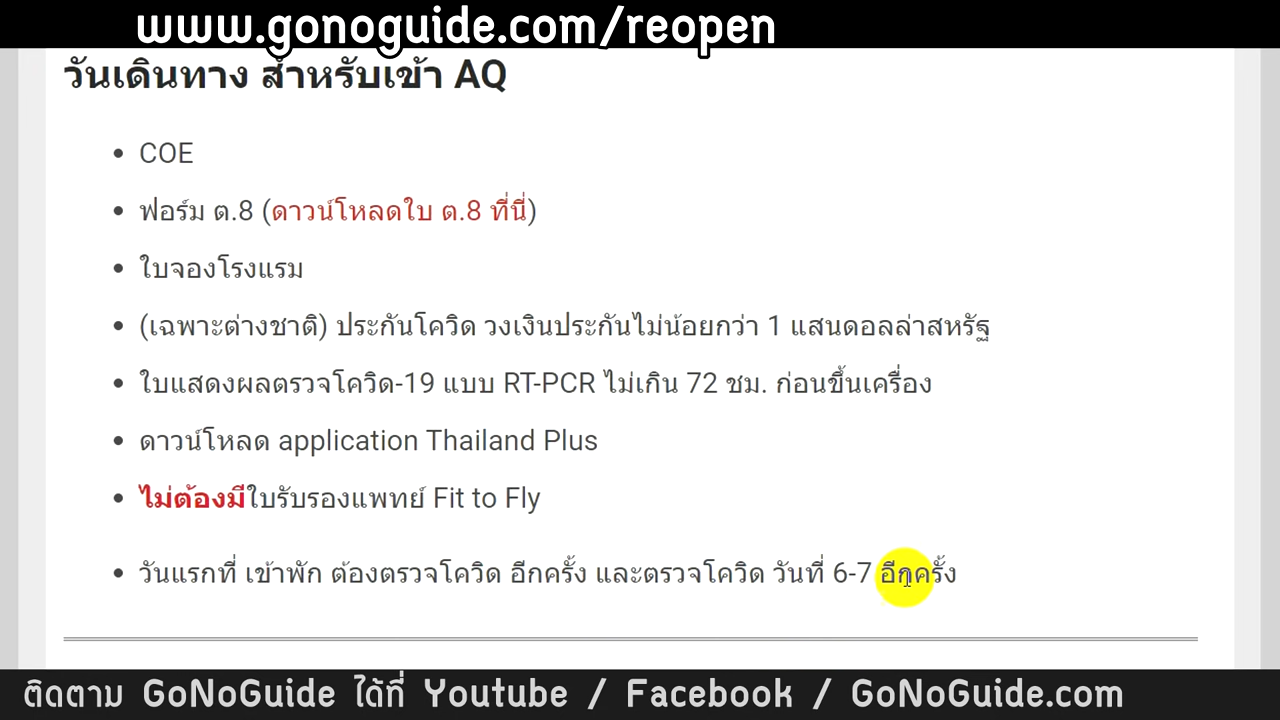 www.gonoguide.com/reopen
วันเดินทาง สำหรับเข้า AQ
COE
ฟอร์ม ต.8 (ดาวน์โหลดใบ ต.8 ที่นี่)
ใบจองโรงแรม
(เฉพาะต่างชาติ) ประกันโควิด วงเงินประกันไม่น้อยกว่า 1 แสนดอลล่าสหรัฐ
ใบแสดงผลตรวจโควิด-19 แบบ RT-PCR ไม่เกิน 72 ชม. ก่อนขึ้นเครื่อง
ดาวน์โหลด application Thailand Plus
ไม่ต้องมีใบรับรองแพทย์ Fit to Fly
วันแรกที่ เข้าพัก ต้องตรวจโควิด อีกครั้ง และตรวจโควิด วันที่ 6-7 อีกครั้ง
ติดตาม GoNoGuide ได้ที่ Youtube / Facebook / GoNoGuide.com